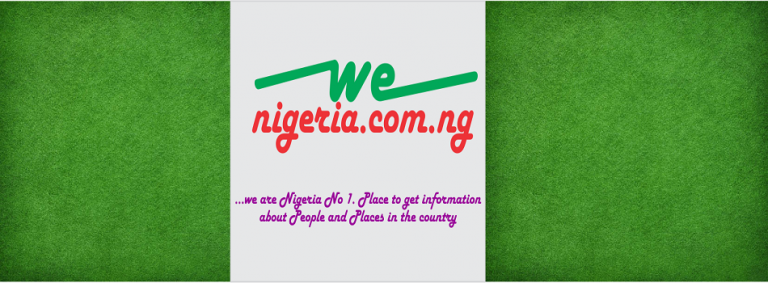 we
nigeria.com.ng
...we are Nigeria No 1. Place to get information
about People and Places in the country